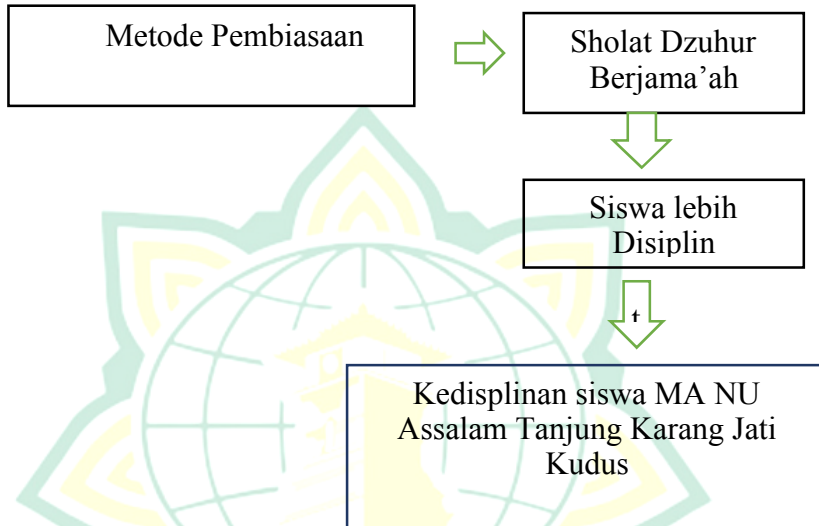 Metode Pembiasaan
Sholat Dzuhur
Berjama’ah
Siswa lebih
Disiplin
t
Kedisplinan siswa MA NU
Assalam Tanjung Karang Jati
Kudus